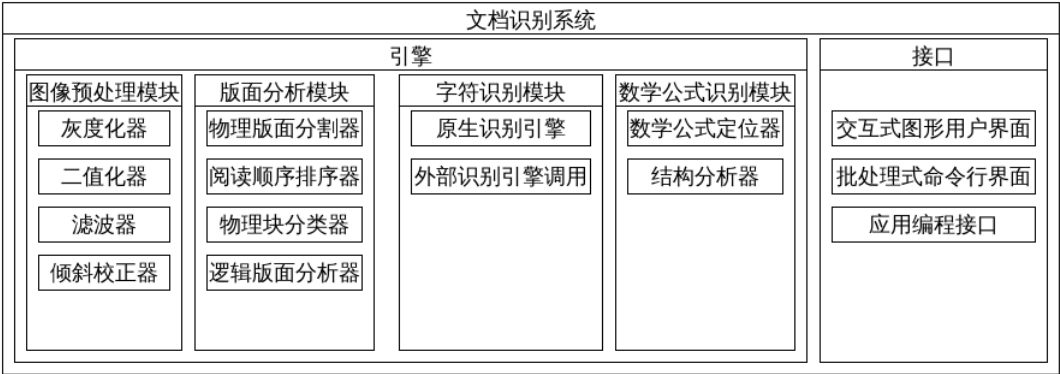 文档识别系统
引擎
图像预处理模块
灰度化器
二值化器
滤波器
倾斜校正器
版面分析模块
物理版面分割器
阅读顺序排序器
物理块分类器
逻辑版面分析器
字符识别模块
原生识别引擎
外部识别引擎调用
数学公式识别模块
数学公式定位器
结构分析器
接口
交互式图形用户界面
批处理式命令行界面
应用编程接口